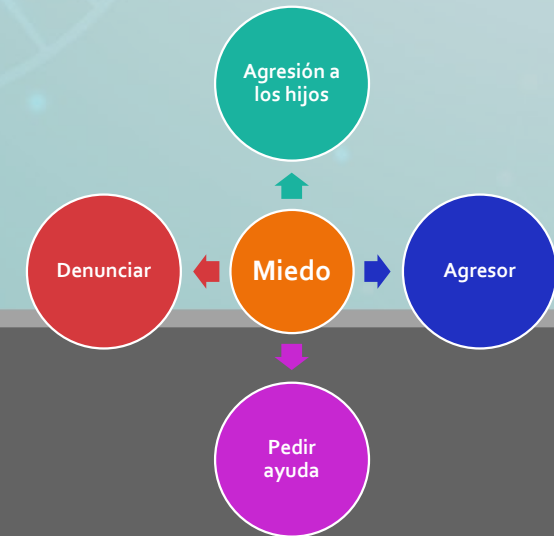 Agresión a
los hijos
Denunciar
Miedo
Agresor
Pedir
ayuda